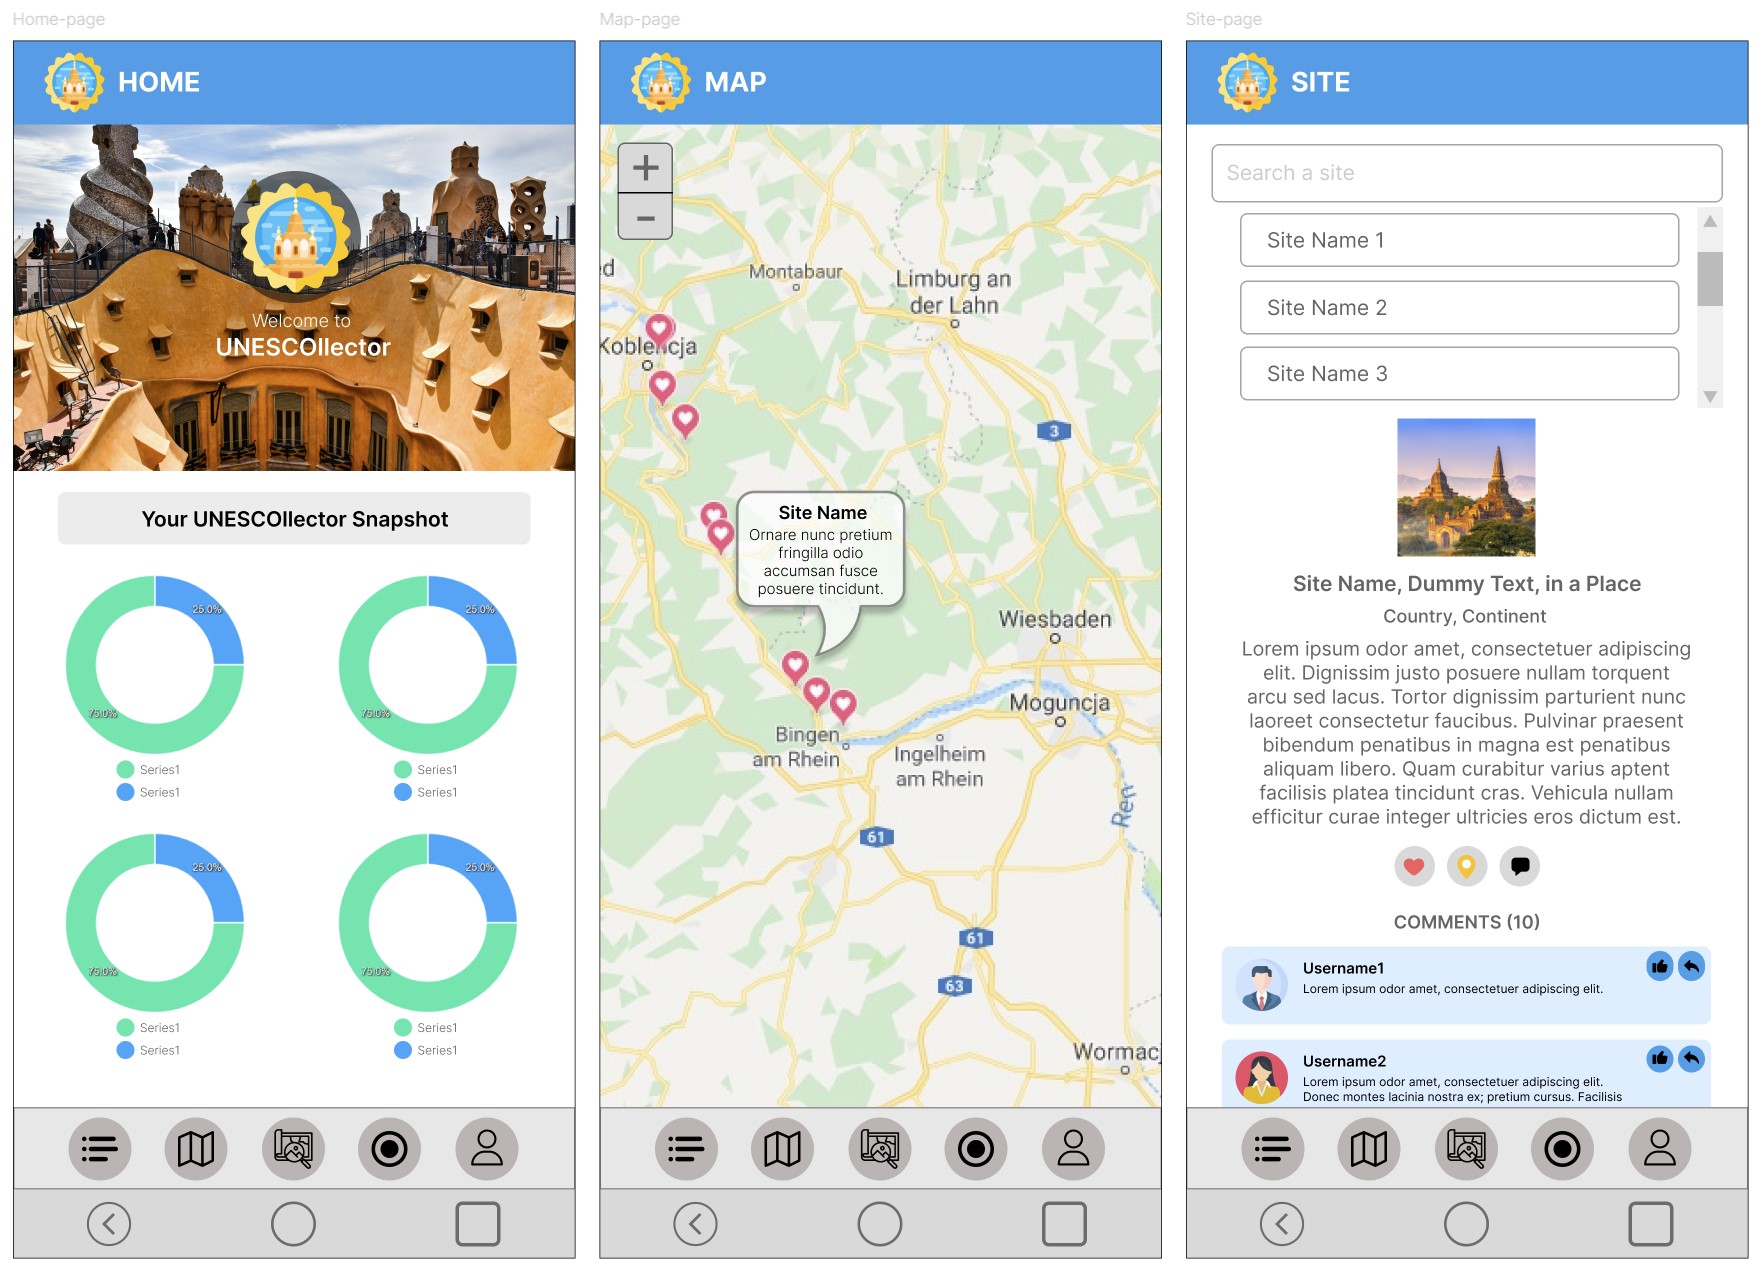 Home-page
HOME
Welcome to
UNESCOllector
Your UNESCOllector Snapshot
25.0%
75.0%
Series1
Series1
25.0%
75.0%
Series1
Series1
25.0%
75.0%
Series1
Series1
25.0%
75.0%
Series1
Series1
Map-page
MAP
+
−
ed
Montabaur
Limburg an
der Lahn
Koblencja
3
Site Name
Ornare nunc pretium
fringilla odio
accumsan fusce
posuere tincidunt.
Wiesbaden
Moguncja
Bingen
am Rhein
Ingelheim
am Rhein
Ren
61
61
63
Wormacj
Site-page
SITE
Search a site
Site Name 1
Site Name 2
Site Name 3
Site Name, Dummy Text, in a Place
Country, Continent
Lorem ipsum odor amet, consectetuer adipiscing
elit. Dignissim justo posuere nullam torquent
arcu sed lacus. Tortor dignissim parturient nunc
laoreet consectetur faucibus. Pulvinar praesent
bibendum penatibus in magna est penatibus
aliquam libero. Quam curabitur varius aptent
facilisis platea tincidunt cras. Vehicula nullam
efficitur curae integer ultricies eros dictum est.
COMMENTS (10)
Username1
Lorem ipsum odor amet, consectetuer adipiscing elit.
Username2
Lorem ipsum odor amet, consectetuer adipiscing elit.
Donec montes lacinia nostra ex; pretium cursus. Facilisis